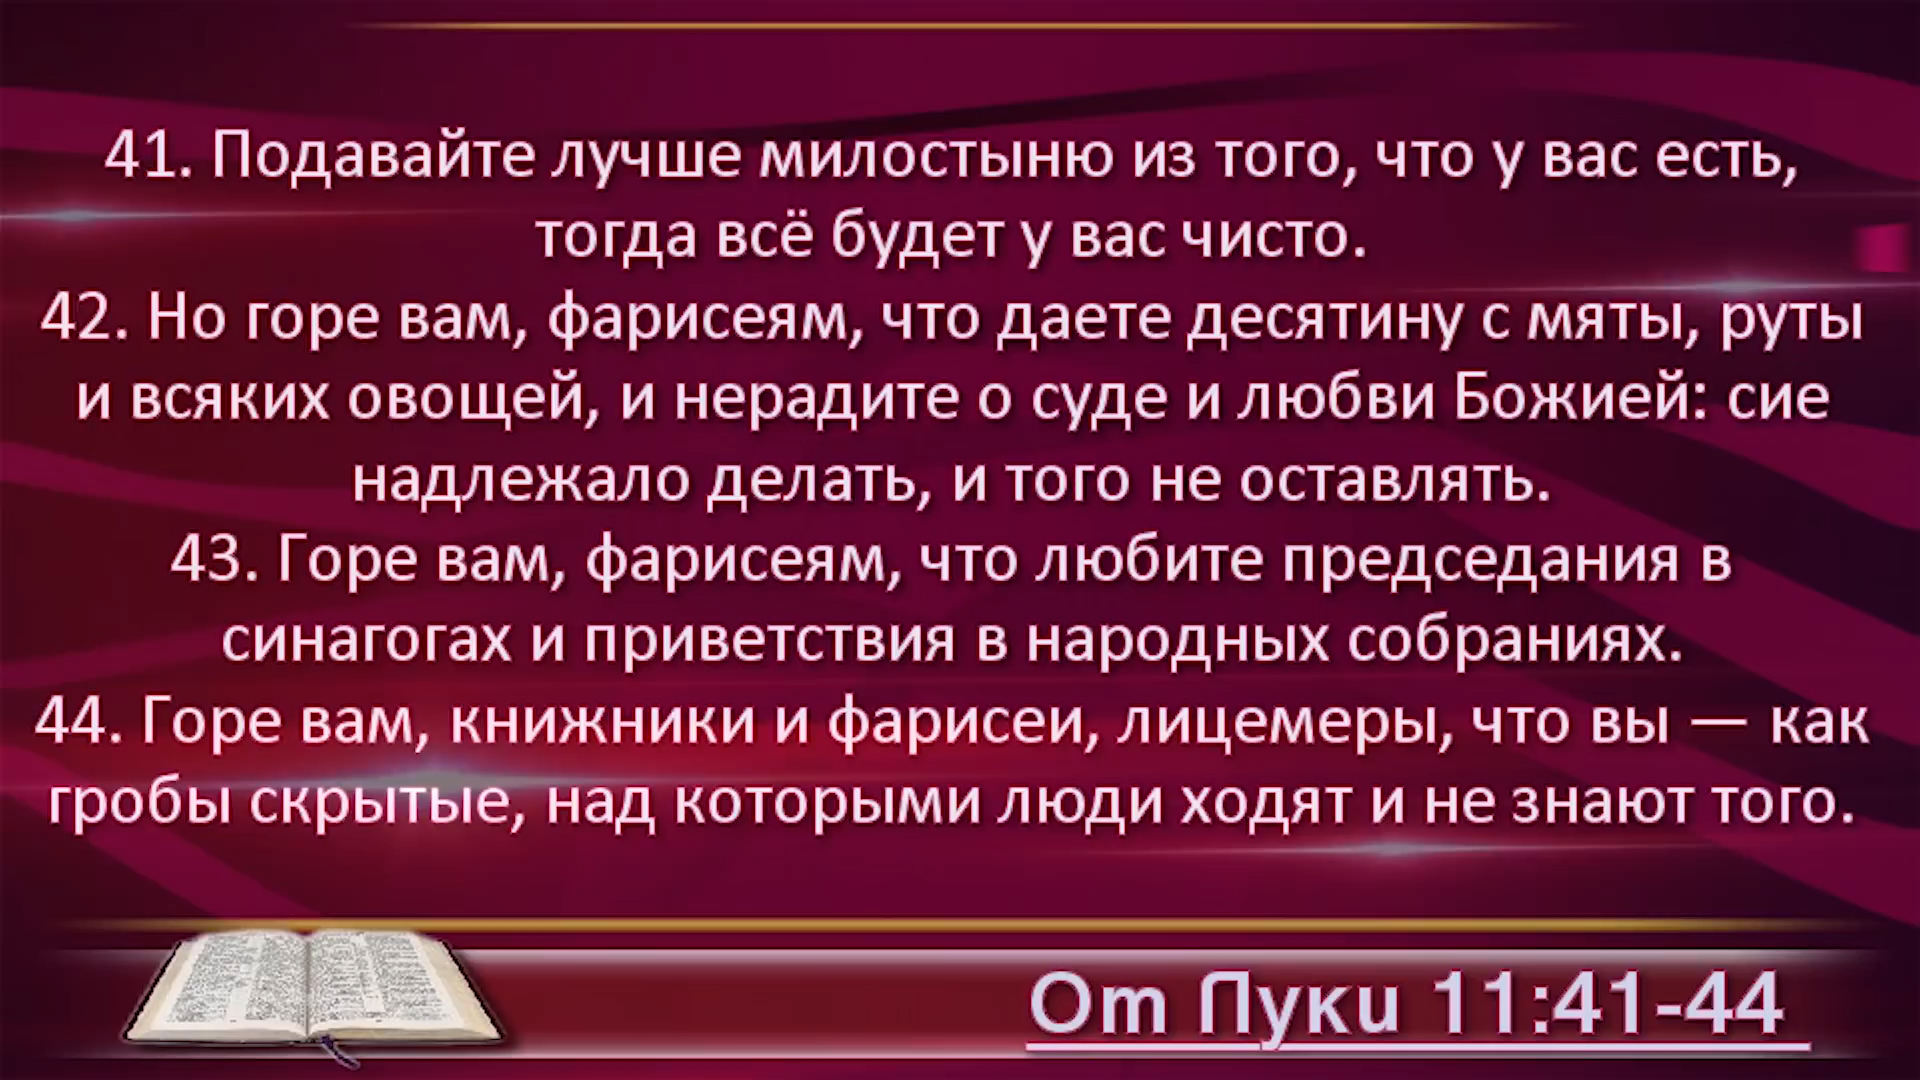 41. Подавайте лучше милостыню из того, что у вас есть,
тогда всё будет у вас чисто.
42. Но горе вам, фарисеям, что даете десятину с мяты, руты
и всяких овощей, и нерадите о суде и любви Божией: сие
надлежало делать, и того не оставлять.
43. Горе вам, фарисеям, что любите председания в
синагогах и приветствия в народных собраниях.
44. Горе вам, книжники и фарисеи, лицемеры, что вы — как
гробы скрытые, над которыми люди ходят и не знают того.
От Луки 11:41-44